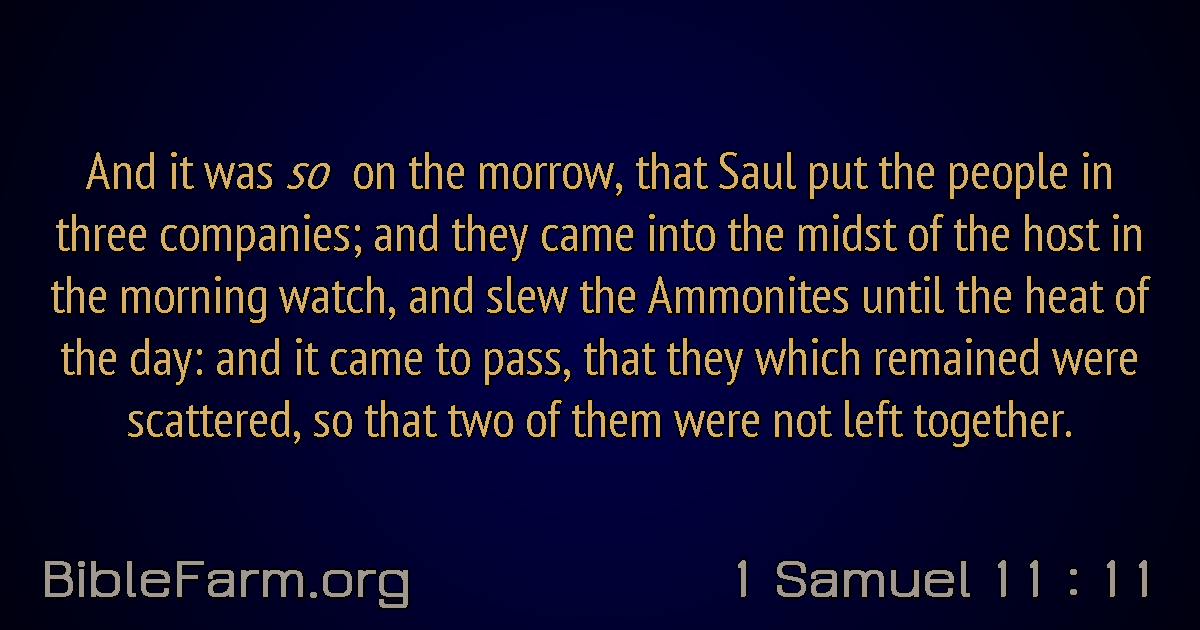 And it was so on the morrow, that Saul put the people in
three companies; and they came into the midst of the host in
the morning watch, and slew the Ammonites until the heat of
the day: and it came to pass, that they which remained were
scattered, so that two of them were not left together.
BibleFarm.org
1 Samuel 11 : 11